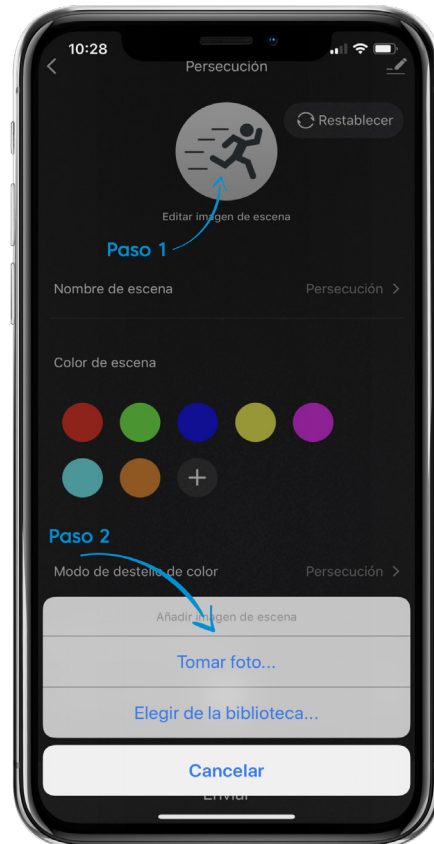 10:28
Persecución
Restablecer
Editar imagen de escena
Paso 1
Nombre de escena Persecución >
Color de escena
+
Paso 2
Modo de destello de color Persecución >
Añadir imagen de escena
Tomar foto...
Elegir de la biblioteca...
Cancelar
Enviar